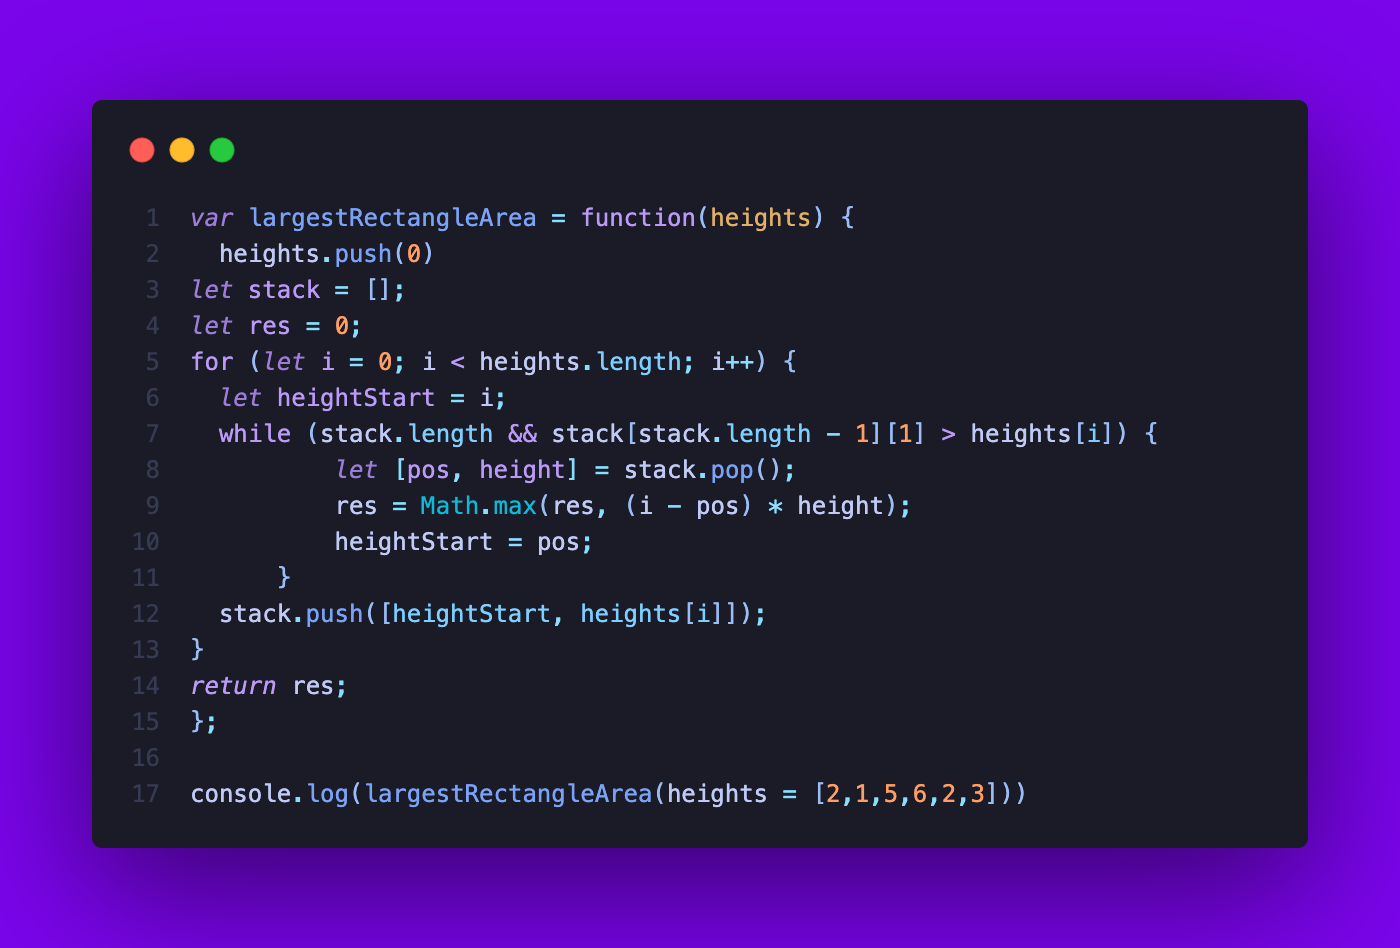 1 var largestRectangleArea = function(heights) {
2   heights.push(0)
3 let stack = [];
4 let res = 0;
5 for (let i = 0; i < heights.length; i++) {
6   let heightStart = i;
7   while (stack.length && stack[stack.length - 1][1] > heights[i]) {
8           let [pos, height] = stack.pop();
9           res = Math.max(res, (i - pos) * height);
10           heightStart = pos;
11       }
12   stack.push([heightStart, heights[i]]);
13 }
14 return res;
15 };
16
17 console.log(largestRectangleArea(heights = [2,1,5,6,2,3]))